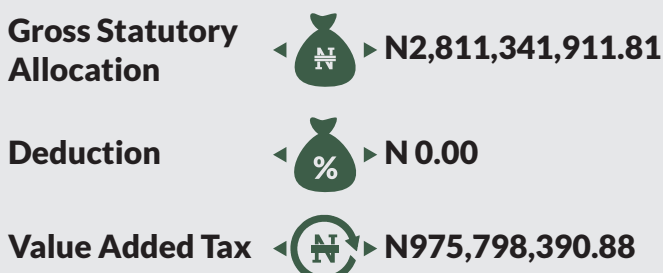 Gross Statutory
Allocation
₦
N2,811,341,911.81
Deduction
%
N 0.00
Value Added Tax
₦
N975,798,390.88